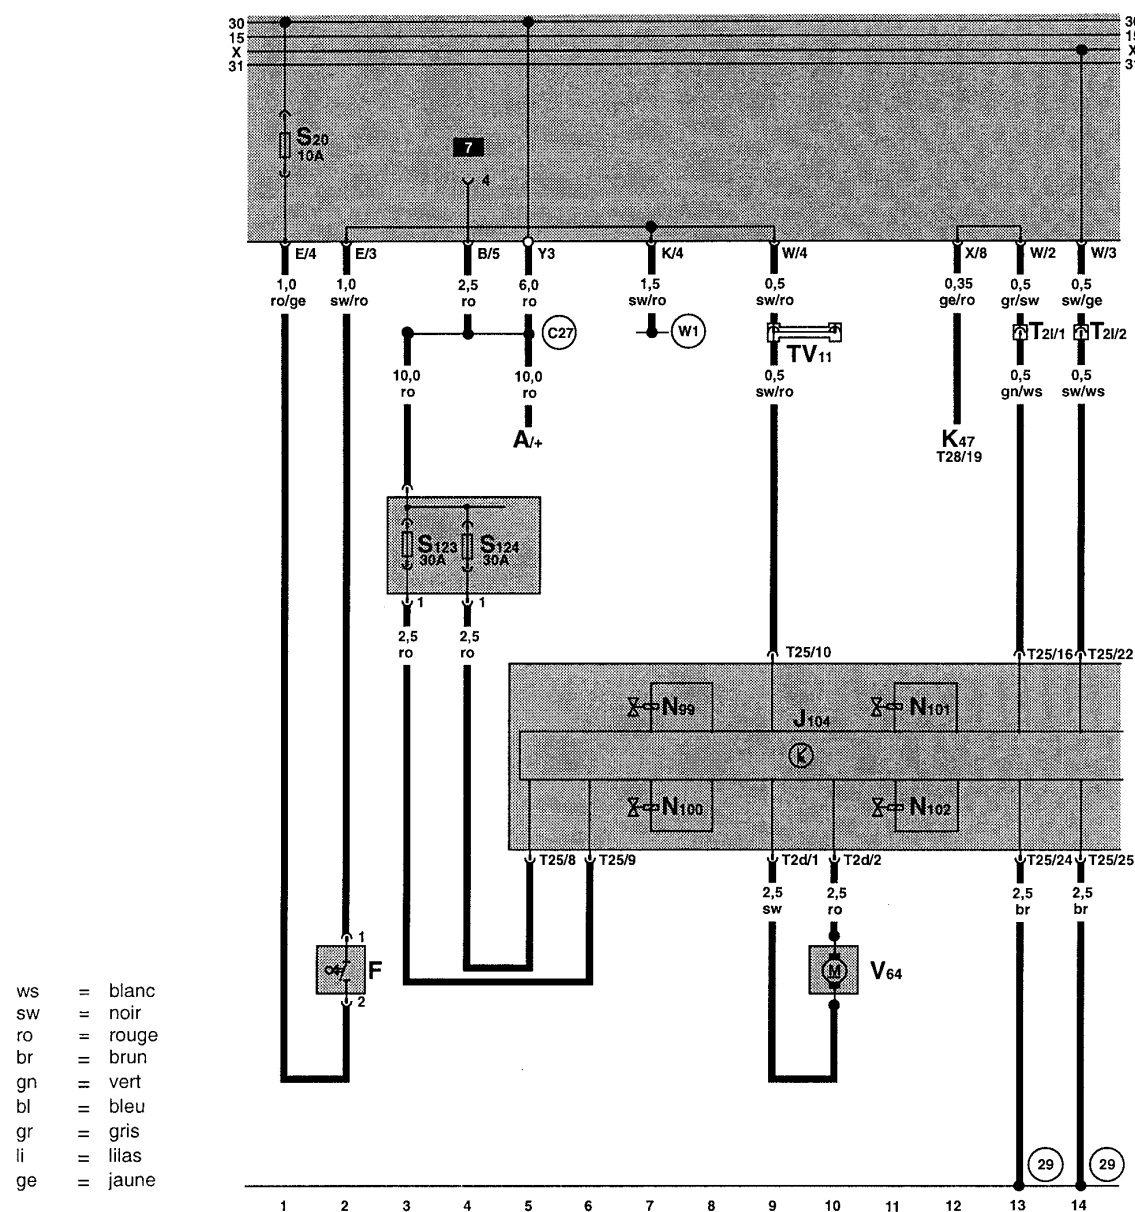 30 30
15 15
X X
31 31
S20
10A
7
4
E/4 E/3 B/5 Y3 K/4 W/4 X/8 W/2 W/3
1,0 1,0 2,5 6,0 1,5 0,5 0,35 0,5 0,5
ro/ge sw/ro ro ro sw/ro sw/ro ge/ro gr/sw sw/ge
C27 W1 T2l/1 T2l/2
TV11
10,0 10,0 0,5 0,5 0,5
ro ro sw/ro gn/ws sw/ws
A/+ K47
T28/19
S123 S124
30A 30A
1 1
2,5 2,5
ro ro
T25/10 T25/16 T25/22
N99 N101
J104
K
N100 N102
T25/8 T25/9 T2d/1 T2d/2 T25/24 T25/25
2,5 2,5 2,5 2,5
sw ro br br
1
F M V64
2
ws = blanc
sw = noir
ro = rouge
br = brun
gn = vert
bl = bleu
gr = gris
li = lilas
ge = jaune
29 29
1 2 3 4 5 6 7 8 9 10 11 12 13 14